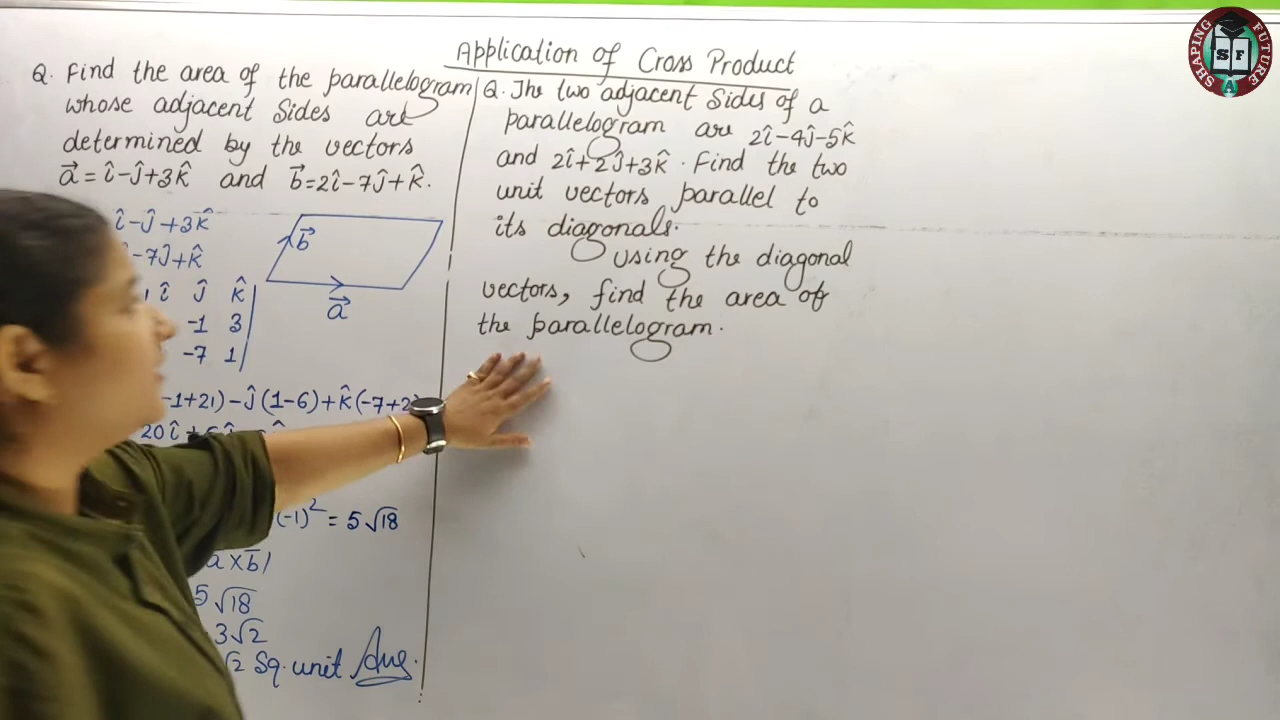 Application of Cross Product
Q. Find the area of the parallelogram
whose adjacent Sides are
determined by the vectors
a⃗ = î-ĵ+3k̂ and b⃗=2î-7ĵ+k̂.
î-ĵ+3k̂
-7ĵ+k̂
î ĵ k̂
-1 3
-7 1
b⃗
a⃗
-1+21)-ĵ(1-6)+k̂(-7+2
20î+5ĵ
(-1)²=5√18
a×b|
5√18
3√2
√2 Sq. unit Ans.
Q. The two adjacent Sides of a
parallelogram are 2î-4ĵ-5k̂
and 2î+2ĵ+3k̂. Find the two
unit vectors parallel to
its diagonals.
using the diagonal
vectors, find the area of
the parallelogram.
SHAPING FUTURE
S F
A